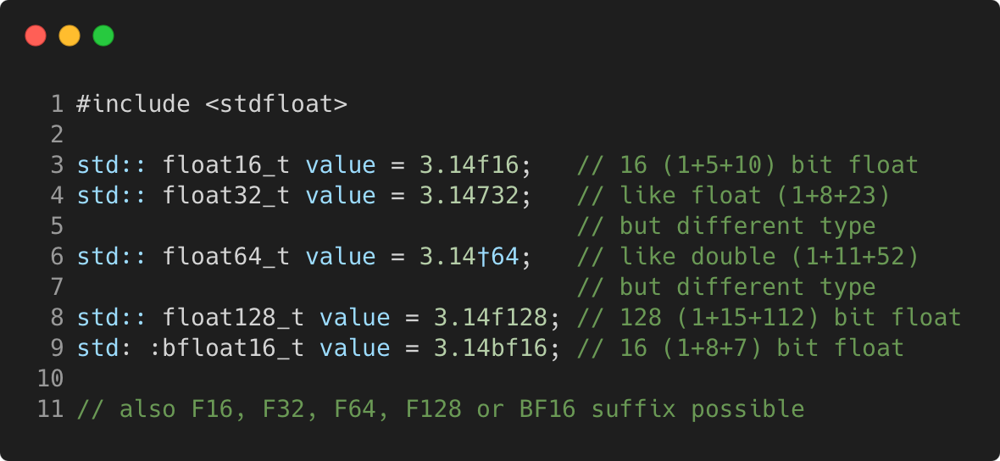 1 #include <stdfloat>
2
3 std:: float16_t value = 3.14f16; // 16 (1+5+10) bit float
4 std:: float32_t value = 3.14732; // like float (1+8+23)
5 // but different type
6 std:: float64_t value = 3.14†64; // like double (1+11+52)
7 // but different type
8 std:: float128_t value = 3.14f128; // 128 (1+15+112) bit float
9 std: :bfloat16_t value = 3.14bf16; // 16 (1+8+7) bit float
10
11 // also F16, F32, F64, F128 or BF16 suffix possible